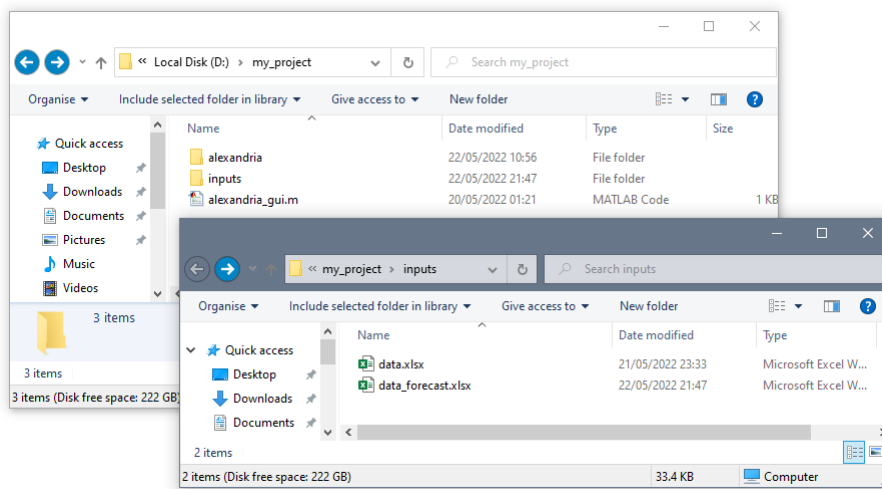 « Local Disk (D:) › my_project
Search my_project
Organise
Include selected folder in library
Give access to
New folder
Name
Date modified
Type
Size
Quick access
Desktop
Downloads
Documents
Pictures
Music
Videos
alexandria 22/05/2022 10:56 File folder
inputs 22/05/2022 21:47 File folder
alexandria_gui.m 20/05/2022 01:21 MATLAB Code 1 KB
3 items
3 items
3 items (Disk free space: 222 GB)
« my_project › inputs
Search inputs
Organise
Include selected folder in library
Give access to
New folder
Name
Date modified
Type
Quick access
Desktop
Downloads
Documents
data.xlsx 21/05/2022 23:33 Microsoft Excel W...
data_forecast.xlsx 22/05/2022 21:47 Microsoft Excel W...
2 items
2 items (Disk free space: 222 GB)
33.4 KB
Computer